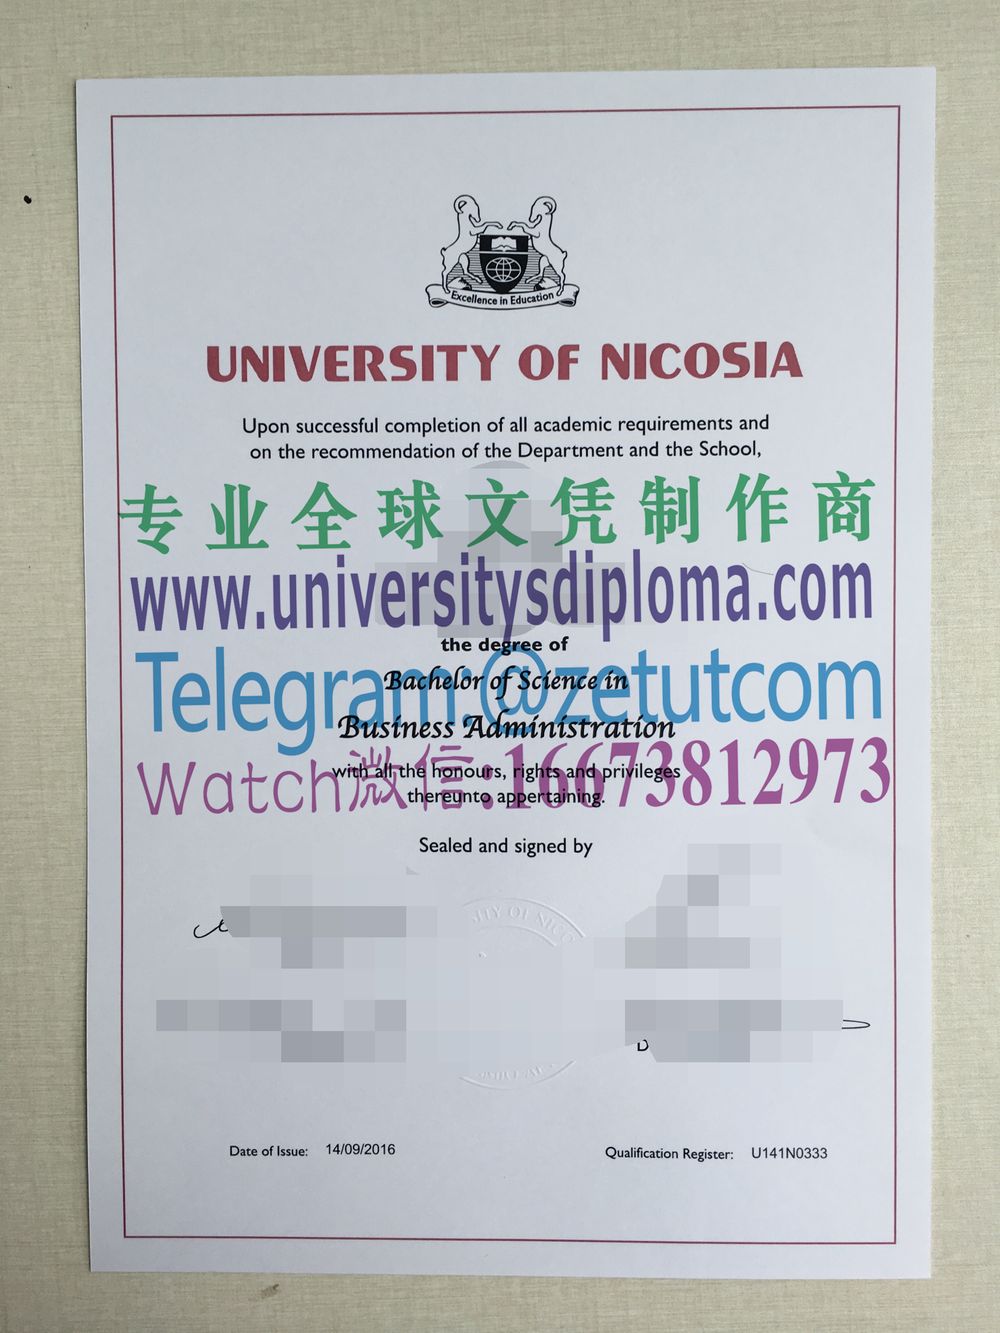 Excellence in Education
UNIVERSITY OF NICOSIA
Upon successful completion of all academic requirements and
on the recommendation of the Department and the School,
专业全球文凭制作商
www.universitysdiploma.com
the degree of
Telegram:@zetutcom
Bachelor of Science in
Business Administration
Watch微信:16673812973
with all the honours, rights and privileges
thereunto appertaining.
Sealed and signed by
Date of Issue: 14/09/2016
Qualification Register: U141N0333